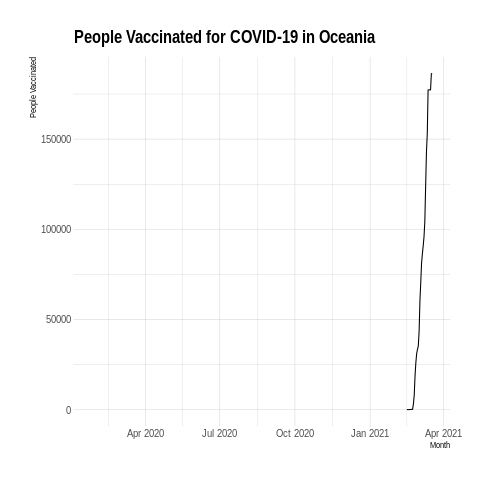 People Vaccinated for COVID-19 in Oceania
People Vaccinated
150000
100000
50000
0
Apr 2020 Jul 2020 Oct 2020 Jan 2021 Apr 2021
Month